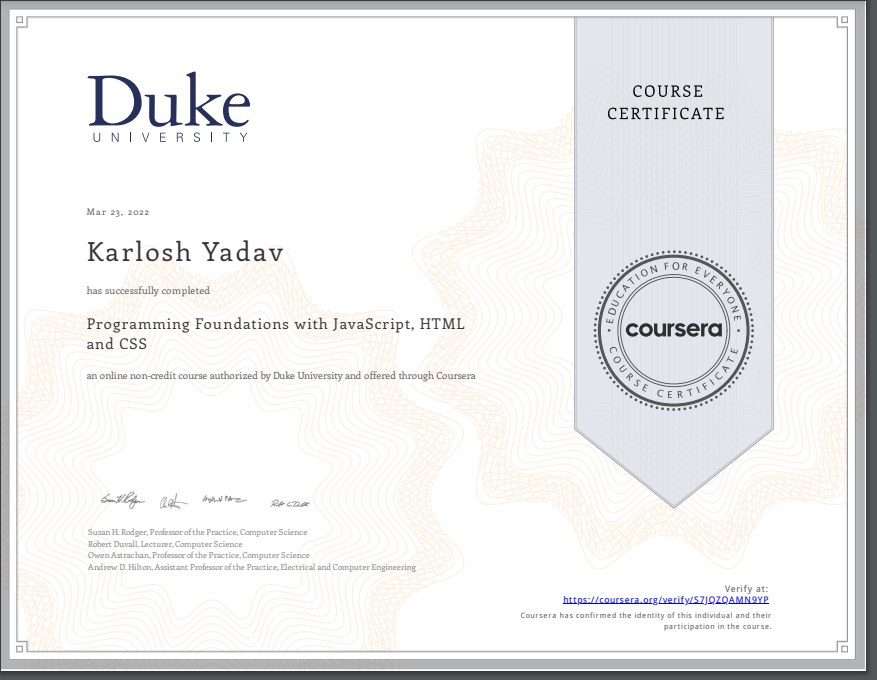 Duke
UNIVERSITY
COURSE
CERTIFICATE
Mar 23, 2022
Karlosh Yadav
has successfully completed
Programming Foundations with JavaScript, HTML
and CSS
an online non-credit course authorized by Duke University and offered through Coursera
EDUCATION FOR EVERYONE
coursera
COURSE CERTIFICATE
Susan H. Rodger, Professor of the Practice, Computer Science
Robert Duvall, Lecturer, Computer Science
Owen Astrachan, Professor of the Practice, Computer Science
Andrew D. Hilton, Assistant Professor of the Practice, Electrical and Computer Engineering
Verify at:
https://coursera.org/verify/S7JQZQAMN9YP
Coursera has confirmed the identity of this individual and their
participation in the course.